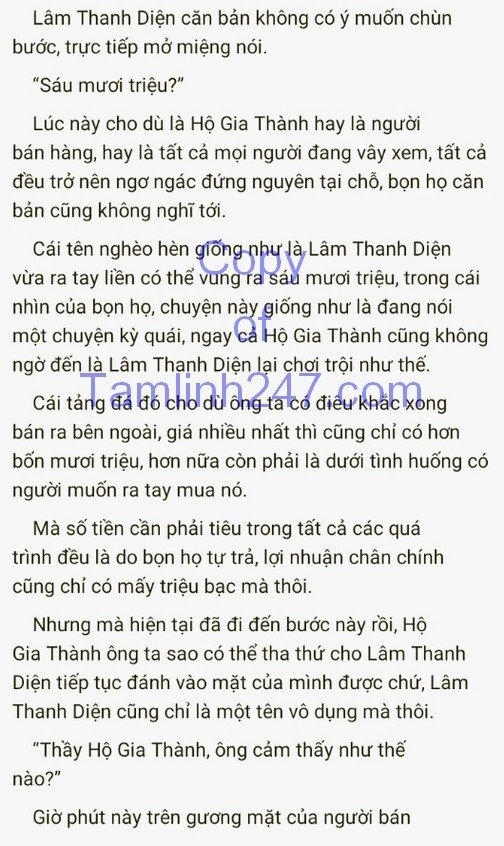 Lâm Thanh Diện căn bản không có ý muốn chùn
bước, trực tiếp mở miệng nói.
“Sáu mươi triệu?”
Lúc này cho dù là Hộ Gia Thành hay là người
bán hàng, hay là tất cả mọi người đang vây xem, tất cả
đều trở nên ngơ ngác đứng nguyên tại chỗ, bọn họ căn
bản cũng không nghĩ tới.
Cái tên nghèo hèn giống như là Lâm Thanh Diện
vừa ra tay liền có thể vung ra sáu mươi triệu, trong cái
nhìn của bọn họ, chuyện này giống như là đang nói
một chuyện kỳ quái, ngay cả Hộ Gia Thành cũng không
ngờ đến là Lâm Thanh Diện lại chơi trội như thế.
Cái tảng đá đó cho dù ông ta có điêu khắc xong
bán ra bên ngoài, giá nhiều nhất thì cũng chỉ có hơn
bốn mươi triệu, hơn nữa còn phải là dưới tình huống có
người muốn ra tay mua nó.
Mà số tiền cần phải tiêu trong tất cả các quá
trình đều là do bọn họ tự trả, lợi nhuận chân chính
cũng chỉ có mấy triệu bạc mà thôi.
Nhưng mà hiện tại đã đi đến bước này rồi, Hộ
Gia Thành ông ta sao có thể tha thứ cho Lâm Thanh
Diện tiếp tục đánh vào mặt của mình được chứ, Lâm
Thanh Diện cũng chỉ là một tên vô dụng mà thôi.
“Thầy Hộ Gia Thành, ông cảm thấy như thế
nào?”
Giờ phút này trên gương mặt của người bán
Copy
of
Tamlinh247.com